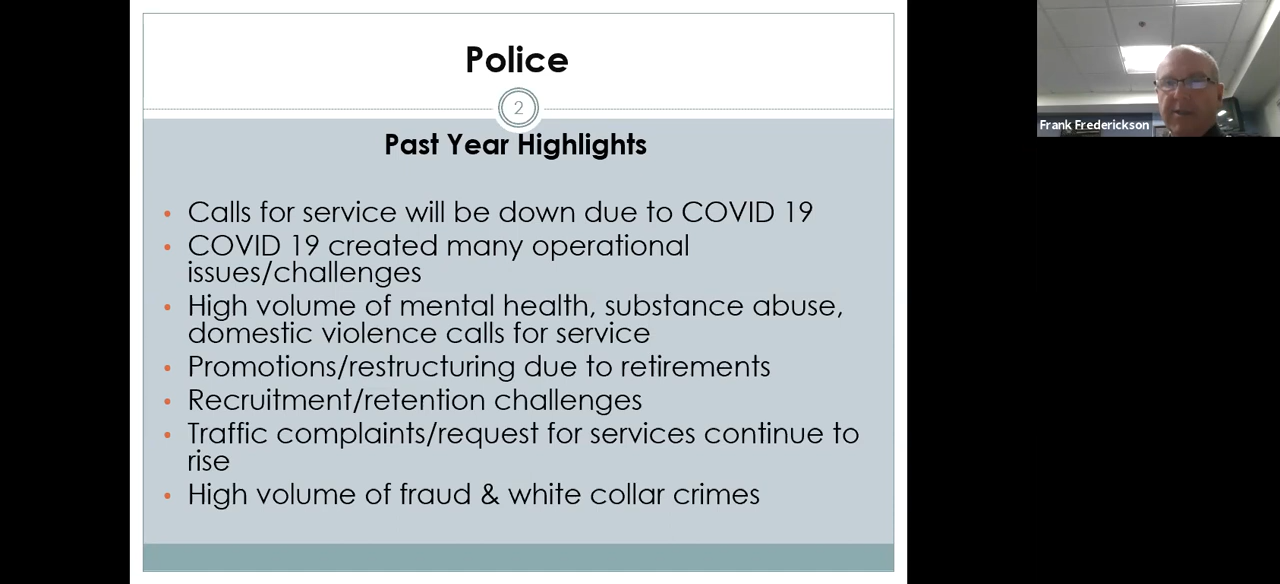 Police
2
Past Year Highlights
• Calls for service will be down due to COVID 19
• COVID 19 created many operational
issues/challenges
• High volume of mental health, substance abuse,
domestic violence calls for service
• Promotions/restructuring due to retirements
• Recruitment/retention challenges
• Traffic complaints/request for services continue to
rise
• High volume of fraud & white collar crimes
Frank Frederickson